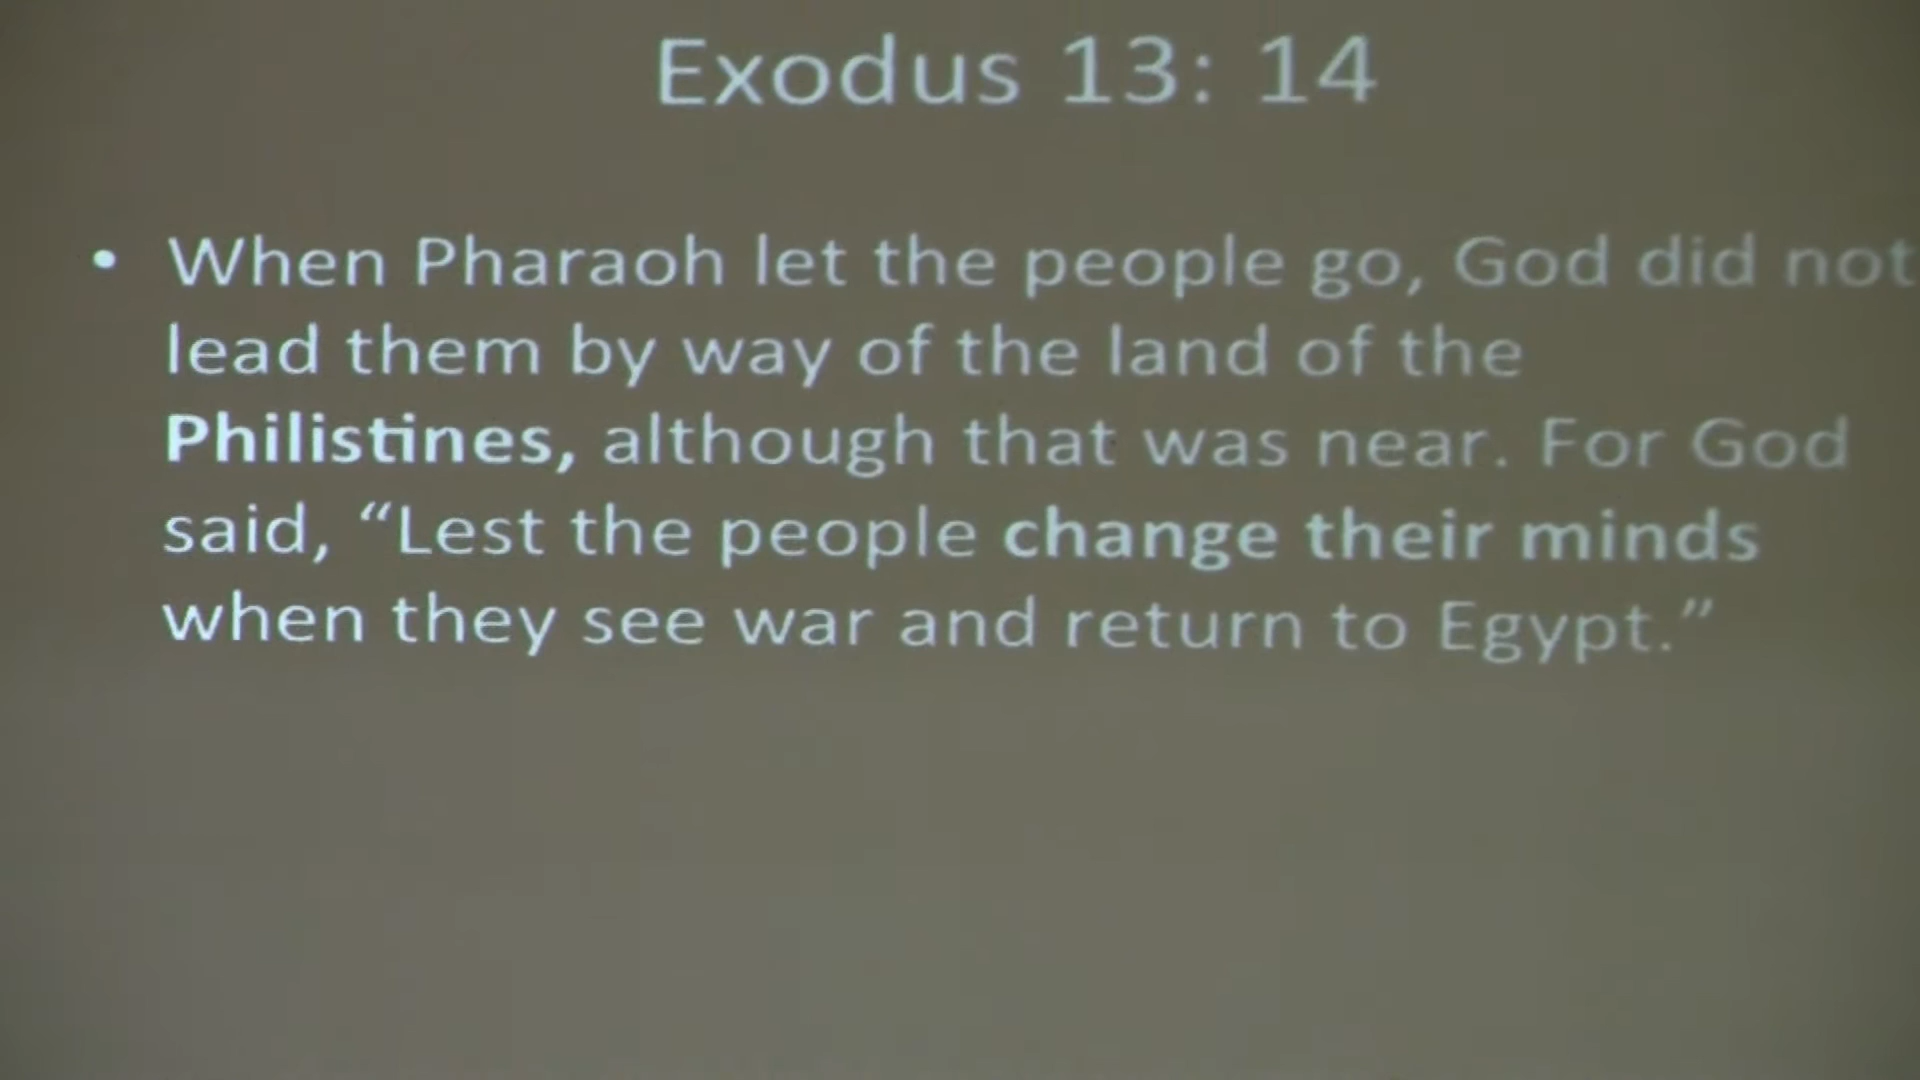 Exodus 13: 14
• When Pharaoh let the people go, God did not
lead them by way of the land of the
Philistines, although that was near. For God
said, “Lest the people change their minds
when they see war and return to Egypt.”